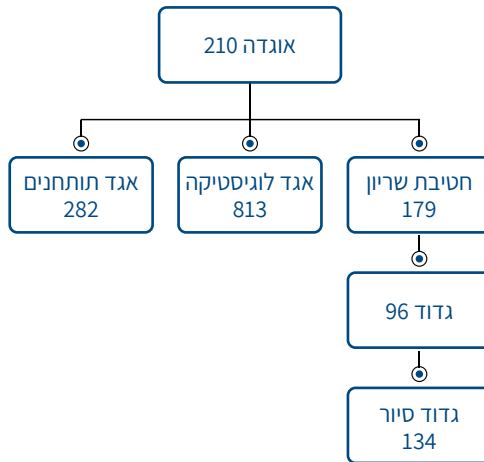 אוגדה 210
חטיבת שריון
179
אגד לוגיסטיקה
813
אגד תותחנים
282
גדוד 96
גדוד סיור
134